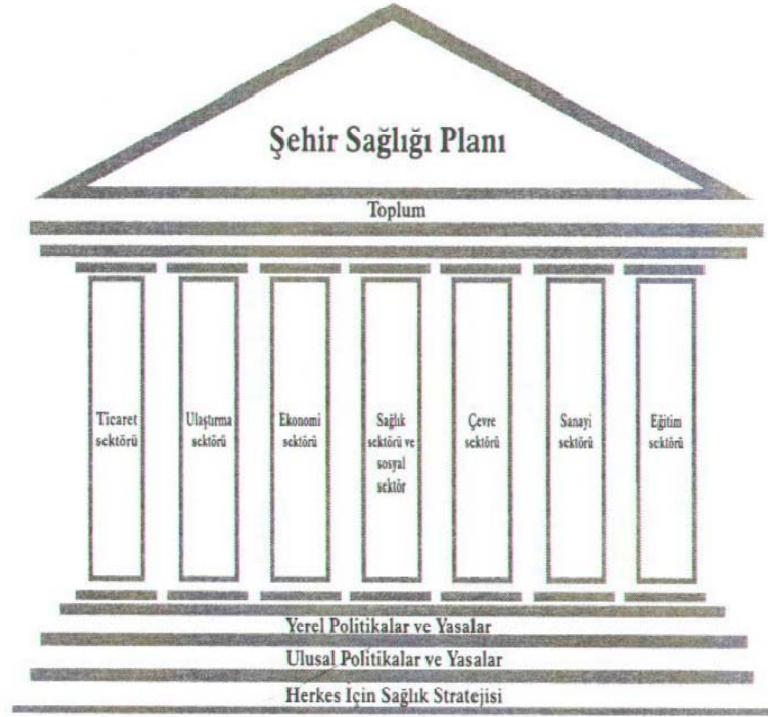 Şehir Sağlığı Planı
Toplum
Ticaret
sektörü
Ulaştırma
sektörü
Ekonomi
sektörü
Sağlık
sektörü ve
sosyal
sektör
Çevre
sektörü
Sanayi
sektörü
Eğitim
sektörü
Yerel Politikalar ve Yasalar
Ulusal Politikalar ve Yasalar
Herkes İçin Sağlık Stratejisi